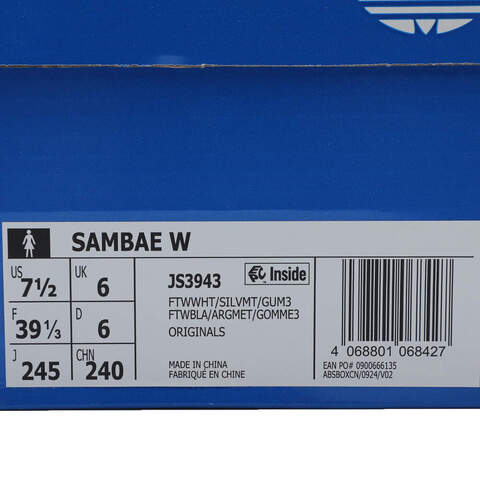 SAMBAE W
US 7½ UK 6
F 39⅓ D 6
J 245 CHN 240
JS3943 Inside
FTWWHT/SILVMT/GUM3
FTWBLA/ARGMET/GOMME3
ORIGINALS
MADE IN CHINA
FABRIQUÉ EN CHINE
4 068801 068427
EAN PO# 0900666135
ABSBOXCN/0924/V02